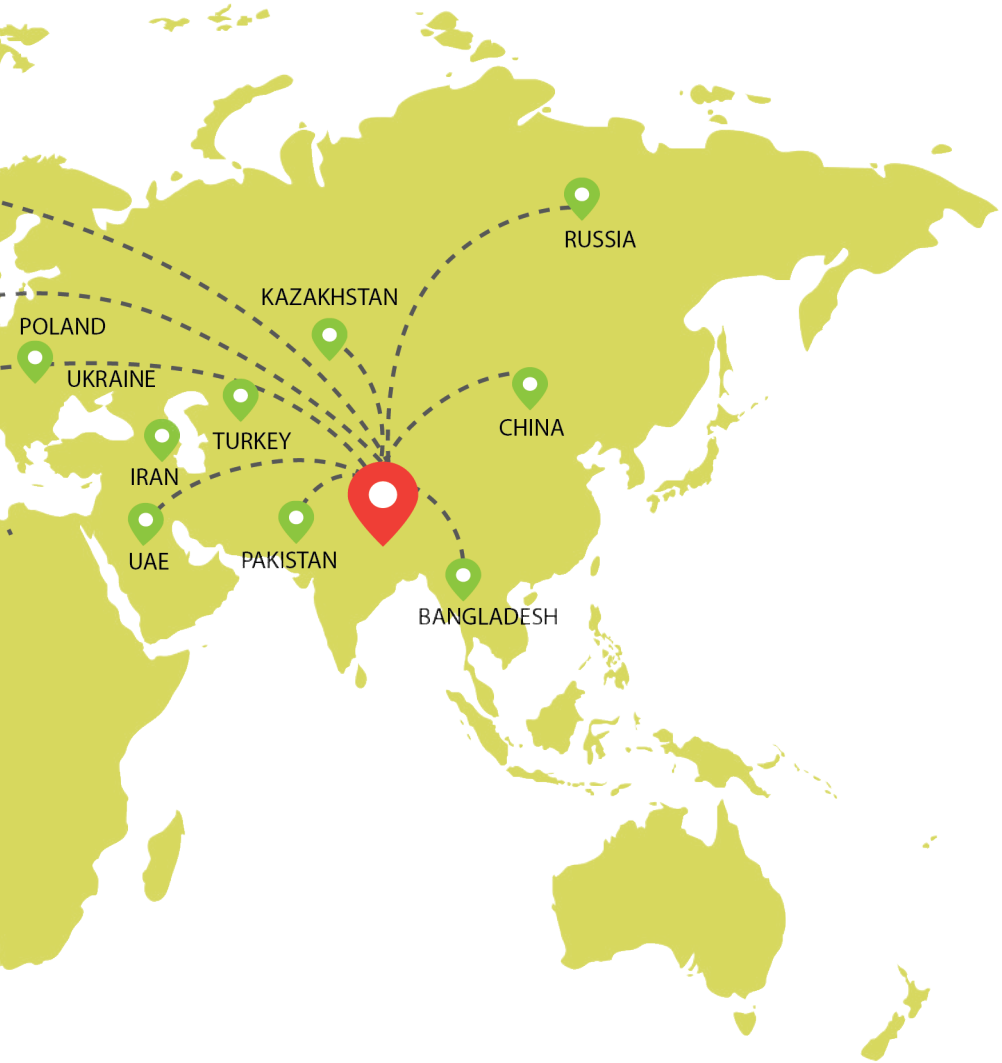 RUSSIA
KAZAKHSTAN
POLAND
UKRAINE
CHINA
TURKEY
IRAN
UAE
PAKISTAN
BANGLADESH